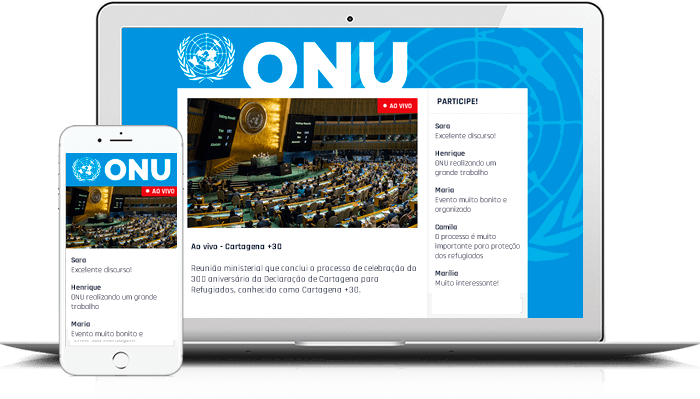 ONU
AO VIVO
PARTICIPE!
Sara
Excelente discurso!
Henrique
ONU realizando um
grande trabalho
Maria
Evento muito bonito e
organizado
Camila
O processo é muito
importante para proteção
dos refugiados
Marília
Muito interessante!
Ao vivo - Cartagena +30
Reunião ministerial que conclui o processo de celebração do
300 aniversário da Declaração de Cartagena para
Refugiados, conhecido como Cartagena +30.
ONU
AO VIVO
Sara
Excelente discurso!
Henrique
ONU realizando um grande
trabalho
Maria
Evento muito bonito e